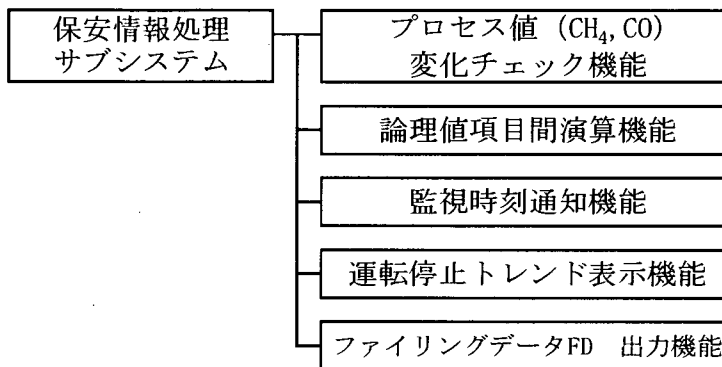 保安情報処理
サブシステム
プロセス値 (CH₄, CO)
変化チェック機能
論理値項目間演算機能
監視時刻通知機能
運転停止トレンド表示機能
ファイリングデータFD 出力機能